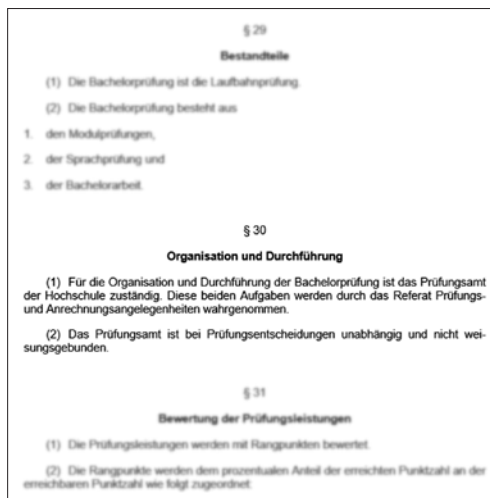 § 29
Bestandteile
(1) Die Bachelorprüfung ist die Laufbahnprüfung.
(2) Die Bachelorprüfung besteht aus
1. den Modulprüfungen,
2. der Sprachprüfung und
3. der Bachelorarbeit.
§ 30
Organisation und Durchführung
(1) Für die Organisation und Durchführung der Bachelorprüfung ist das Prüfungsamt
der Hochschule zuständig. Diese beiden Aufgaben werden durch das Referat Prüfungs-
und Anrechnungsangelegenheiten wahrgenommen.
(2) Das Prüfungsamt ist bei Prüfungsentscheidungen unabhängig und nicht wei-
sungsgebunden.
§ 31
Bewertung der Prüfungsleistungen
(1) Die Prüfungsleistungen werden mit Rangpunkten bewertet.
(2) Die Rangpunkte werden dem prozentualen Anteil der erreichten Punktzahl an der
erreichbaren Punktzahl wie folgt zugeordnet: